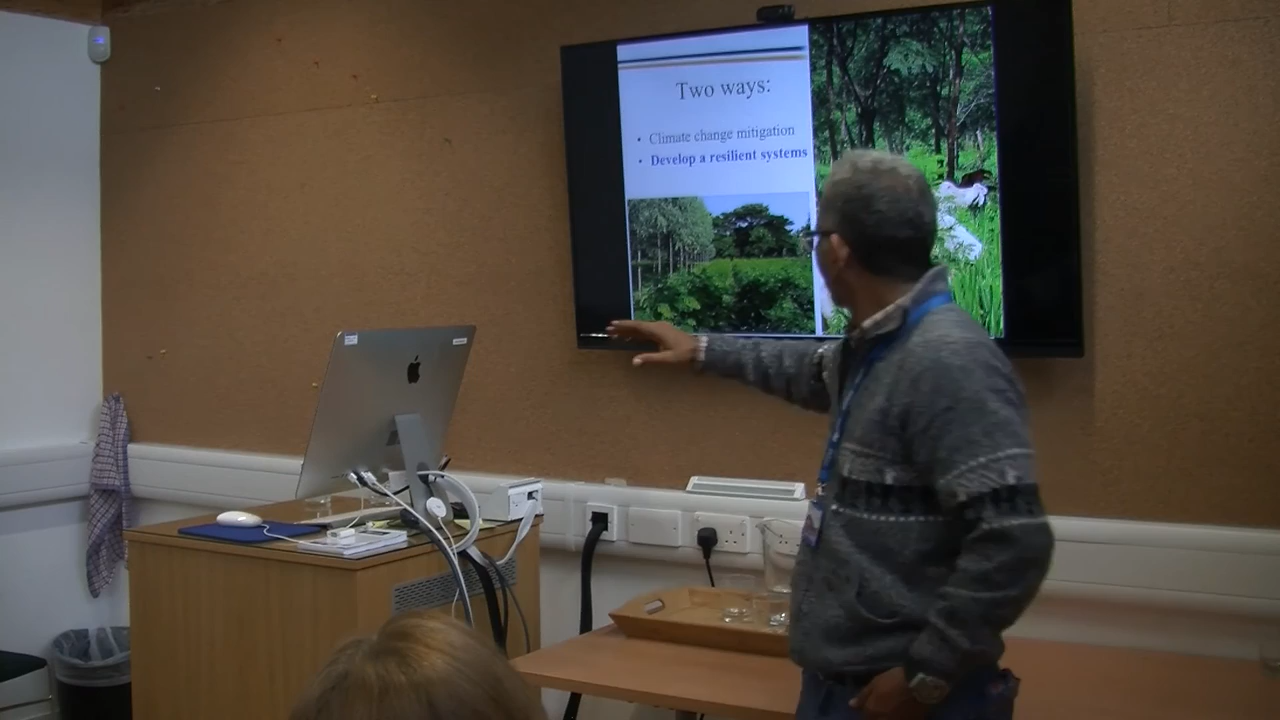 Two ways:
• Climate change mitigation
• Develop a resilient systems